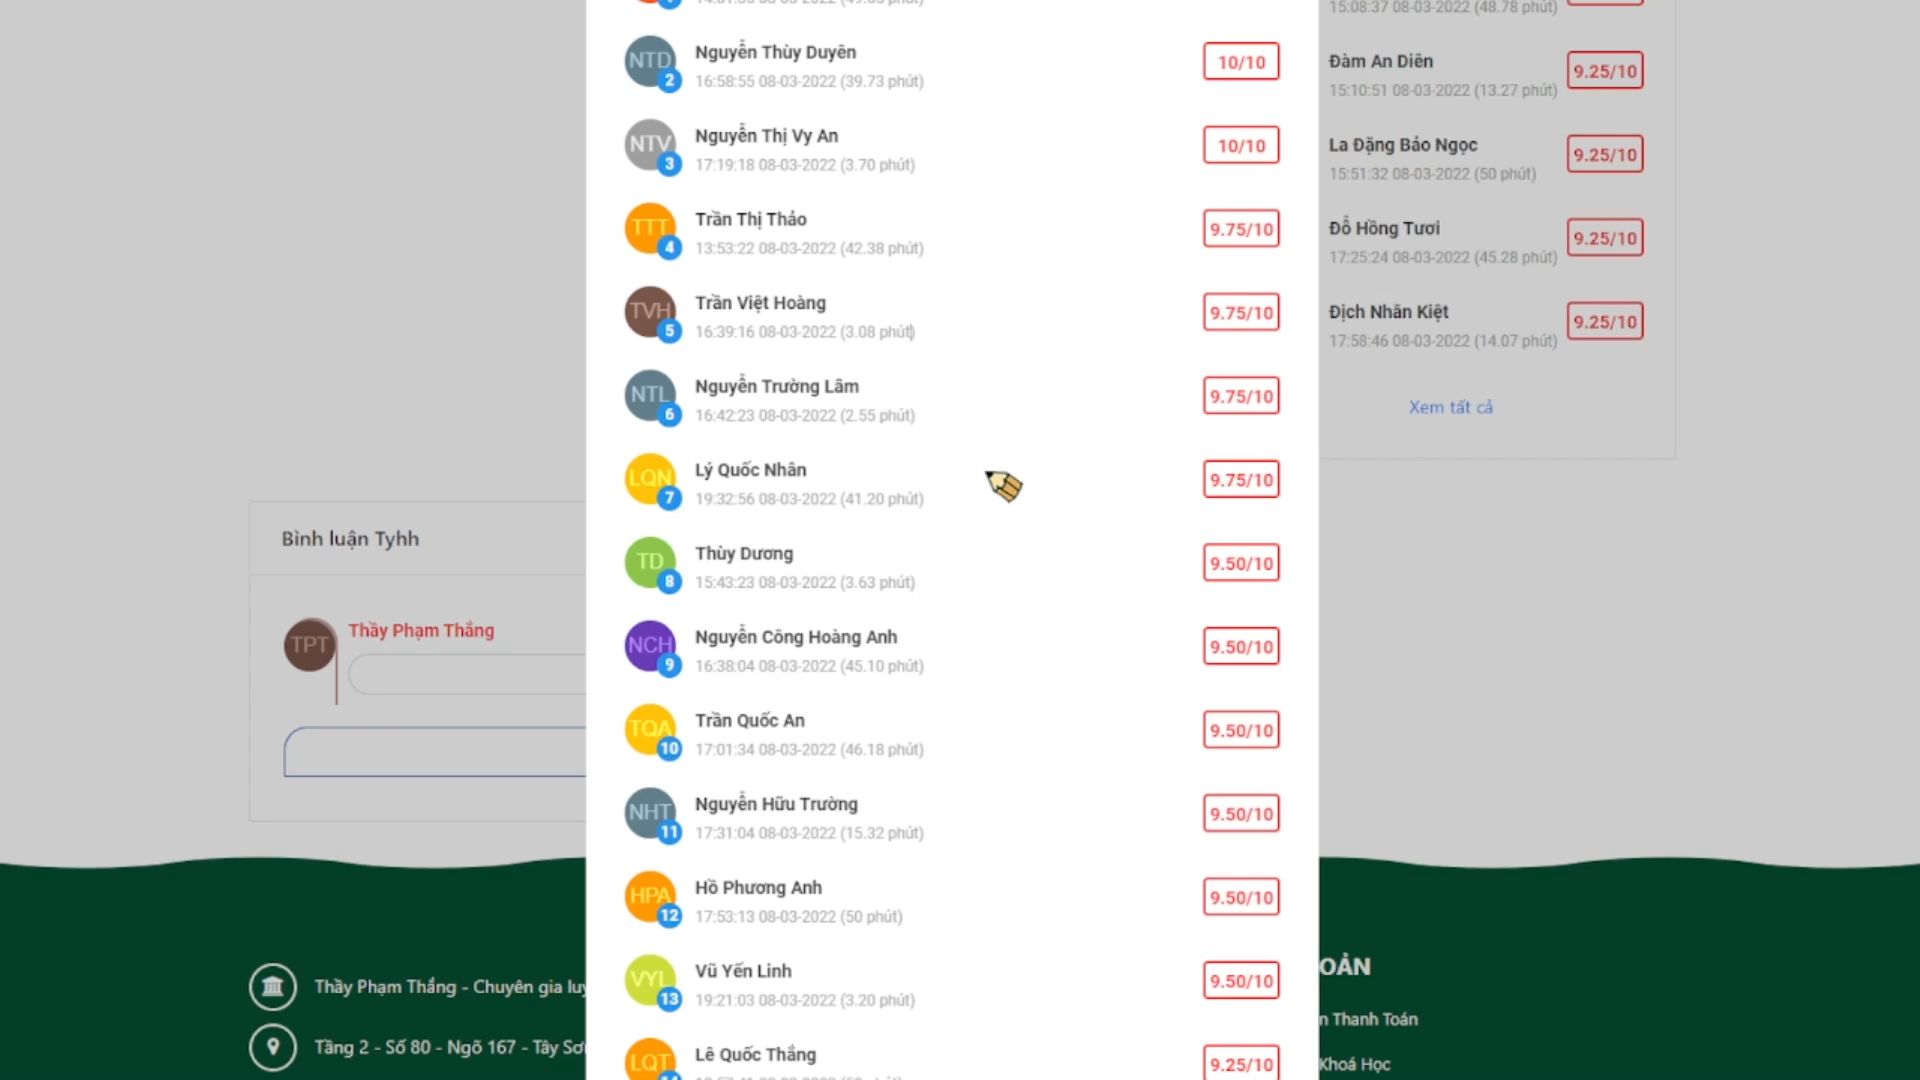 NTD
2
Nguyễn Thùy Duyên
16:58:55 08-03-2022 (39.73 phút)
10/10
NTV
3
Nguyễn Thị Vy An
17:19:18 08-03-2022 (3.70 phút)
10/10
TTT
4
Trần Thị Thảo
13:53:22 08-03-2022 (42.38 phút)
9.75/10
TVH
5
Trần Việt Hoàng
16:39:16 08-03-2022 (3.08 phút)
9.75/10
NTL
6
Nguyễn Trường Lâm
16:42:23 08-03-2022 (2.55 phút)
9.75/10
LQN
7
Lý Quốc Nhân
19:32:56 08-03-2022 (41.20 phút)
9.75/10
TD
8
Thùy Dương
15:43:23 08-03-2022 (3.63 phút)
9.50/10
NCH
9
Nguyễn Công Hoàng Anh
16:38:04 08-03-2022 (45.10 phút)
9.50/10
TQA
10
Trần Quốc An
17:01:34 08-03-2022 (46.18 phút)
9.50/10
NHT
11
Nguyễn Hữu Trường
17:31:04 08-03-2022 (15.32 phút)
9.50/10
HPA
12
Hồ Phương Anh
17:53:13 08-03-2022 (50 phút)
9.50/10
VYL
13
Vũ Yến Linh
19:21:03 08-03-2022 (3.20 phút)
9.50/10
LQT
Lê Quốc Thắng
9.25/10
15:08:37 08-03-2022 (48.78 phút)
Đàm An Diên
15:10:51 08-03-2022 (13.27 phút)
9.25/10
La Đặng Bảo Ngọc
15:51:32 08-03-2022 (50 phút)
9.25/10
Đỗ Hồng Tươi
17:25:24 08-03-2022 (45.28 phút)
9.25/10
Địch Nhân Kiệt
17:58:46 08-03-2022 (14.07 phút)
9.25/10
Xem tất cả
Bình luận Tyhh
TPT
Thầy Phạm Thắng
Thầy Phạm Thắng - Chuyên gia luy
Tầng 2 - Số 80 - Ngõ 167 - Tây Sơ
OẢN
n Thanh Toán
Khoá Học